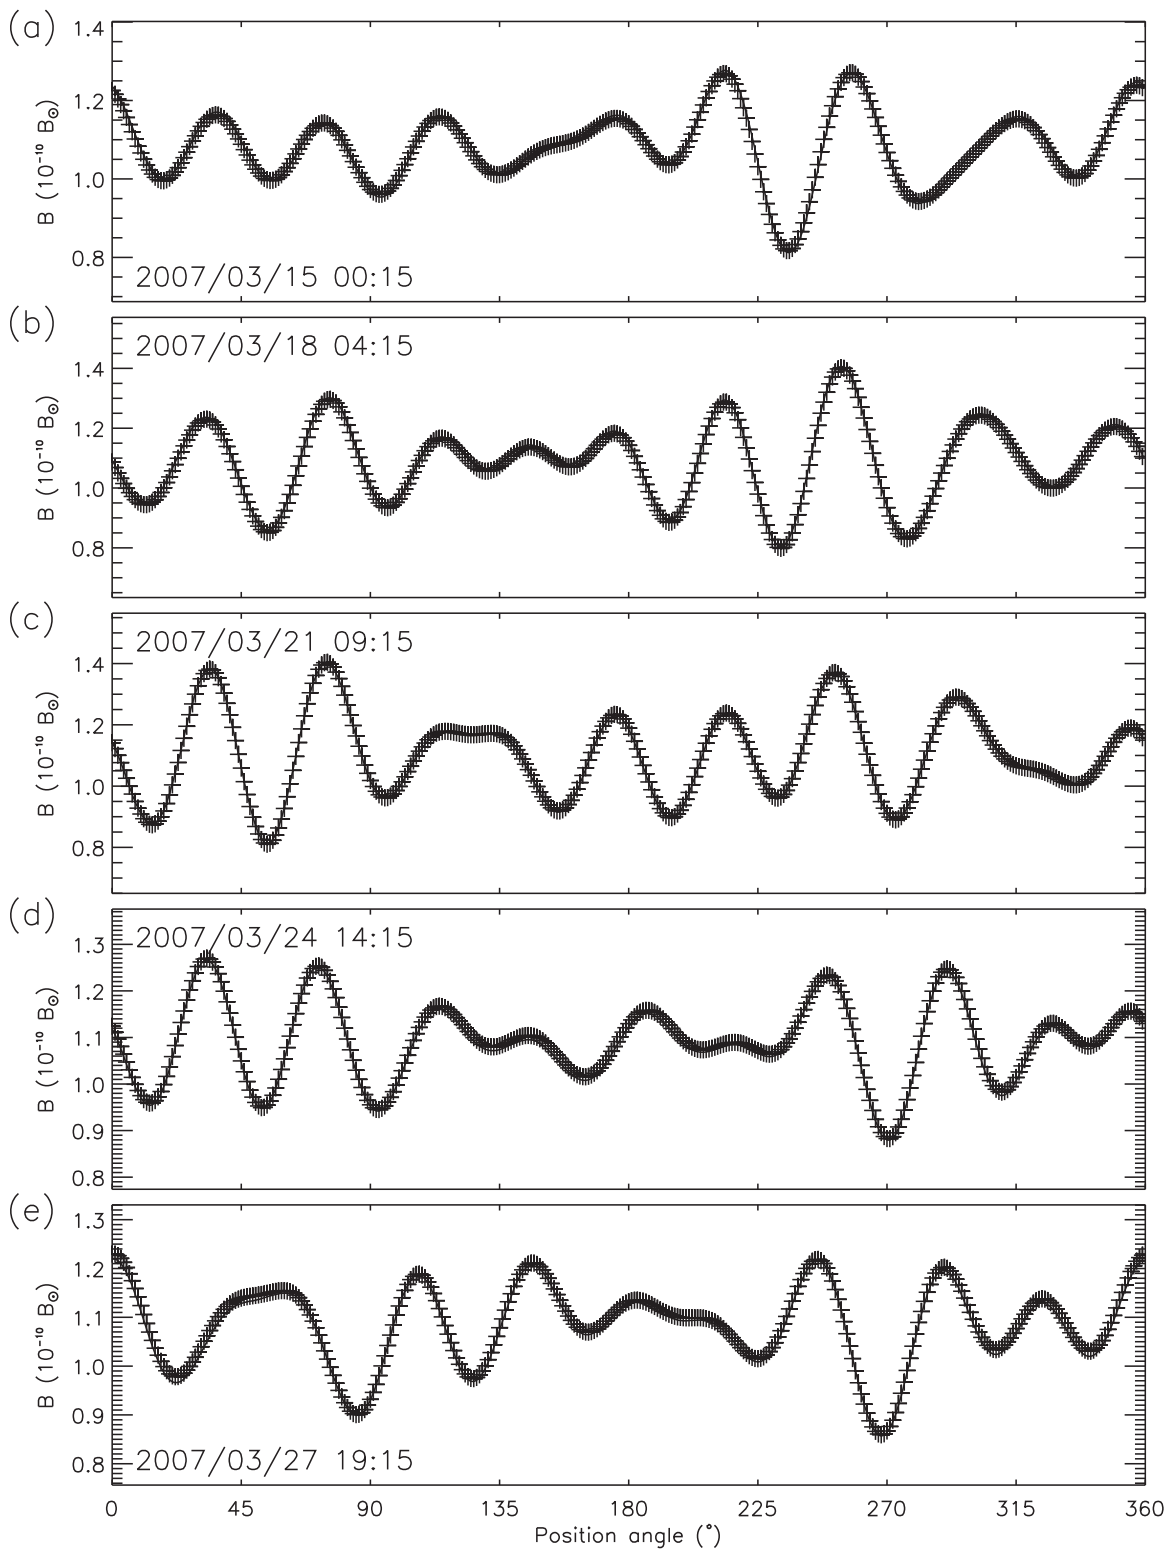 (a)
1.4
1.2
1.0
0.8
B (10⁻¹⁰ B☉)
2007/03/15 00:15
(b)
2007/03/18 04:15
1.4
1.2
1.0
0.8
B (10⁻¹⁰ B☉)
(c)
2007/03/21 09:15
1.4
1.2
1.0
0.8
B (10⁻¹⁰ B☉)
(d)
2007/03/24 14:15
1.3
1.2
1.1
1.0
0.9
0.8
B (10⁻¹⁰ B☉)
(e)
1.3
1.2
1.1
1.0
0.9
0.8
B (10⁻¹⁰ B☉)
2007/03/27 19:15
0 45 90 135 180 225 270 315 360
Position angle (°)